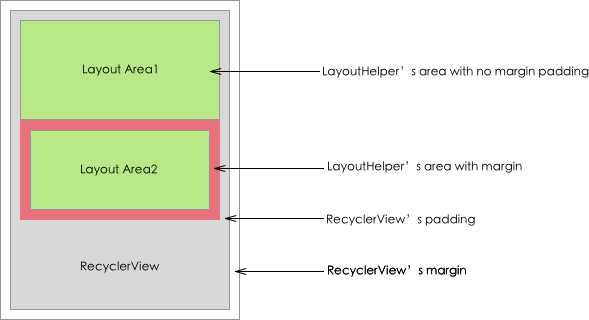 Layout Area1
LayoutHelper’s area with no margin padding
Layout Area2
LayoutHelper’s area with margin
RecyclerView’s padding
RecyclerView
RecyclerView’s margin